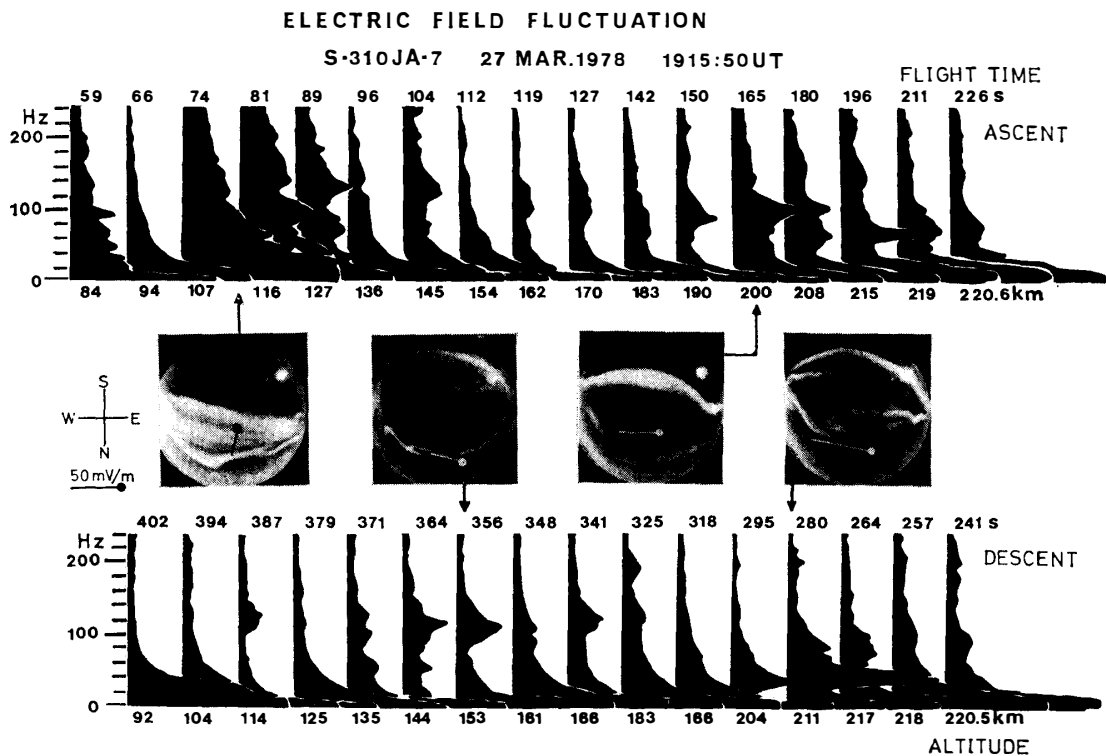 ELECTRIC FIELD FLUCTUATION
S-310JA-7 27 MAR.1978 1915:50UT
FLIGHT TIME
59 66 74 81 89 96 104 112 119 127 142 150 165 180 196 211 226 s
Hz
ASCENT
200
100
0
84 94 107 116 127 136 145 154 162 170 183 190 200 208 215 219 220.6km
S
W E
N
50 mV/m
402 394 387 379 371 364 356 348 341 325 318 295 280 264 257 241 s
Hz
DESCENT
200
100
0
92 104 114 125 135 144 153 161 166 183 166 204 211 217 218 220.5km
ALTITUDE